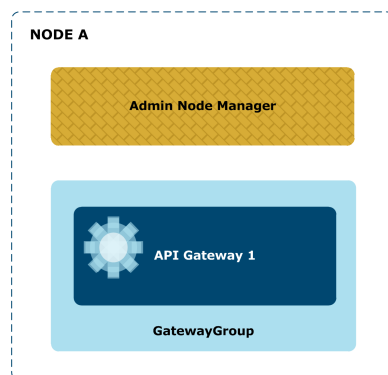 NODE A
Admin Node Manager
API Gateway 1
GatewayGroup